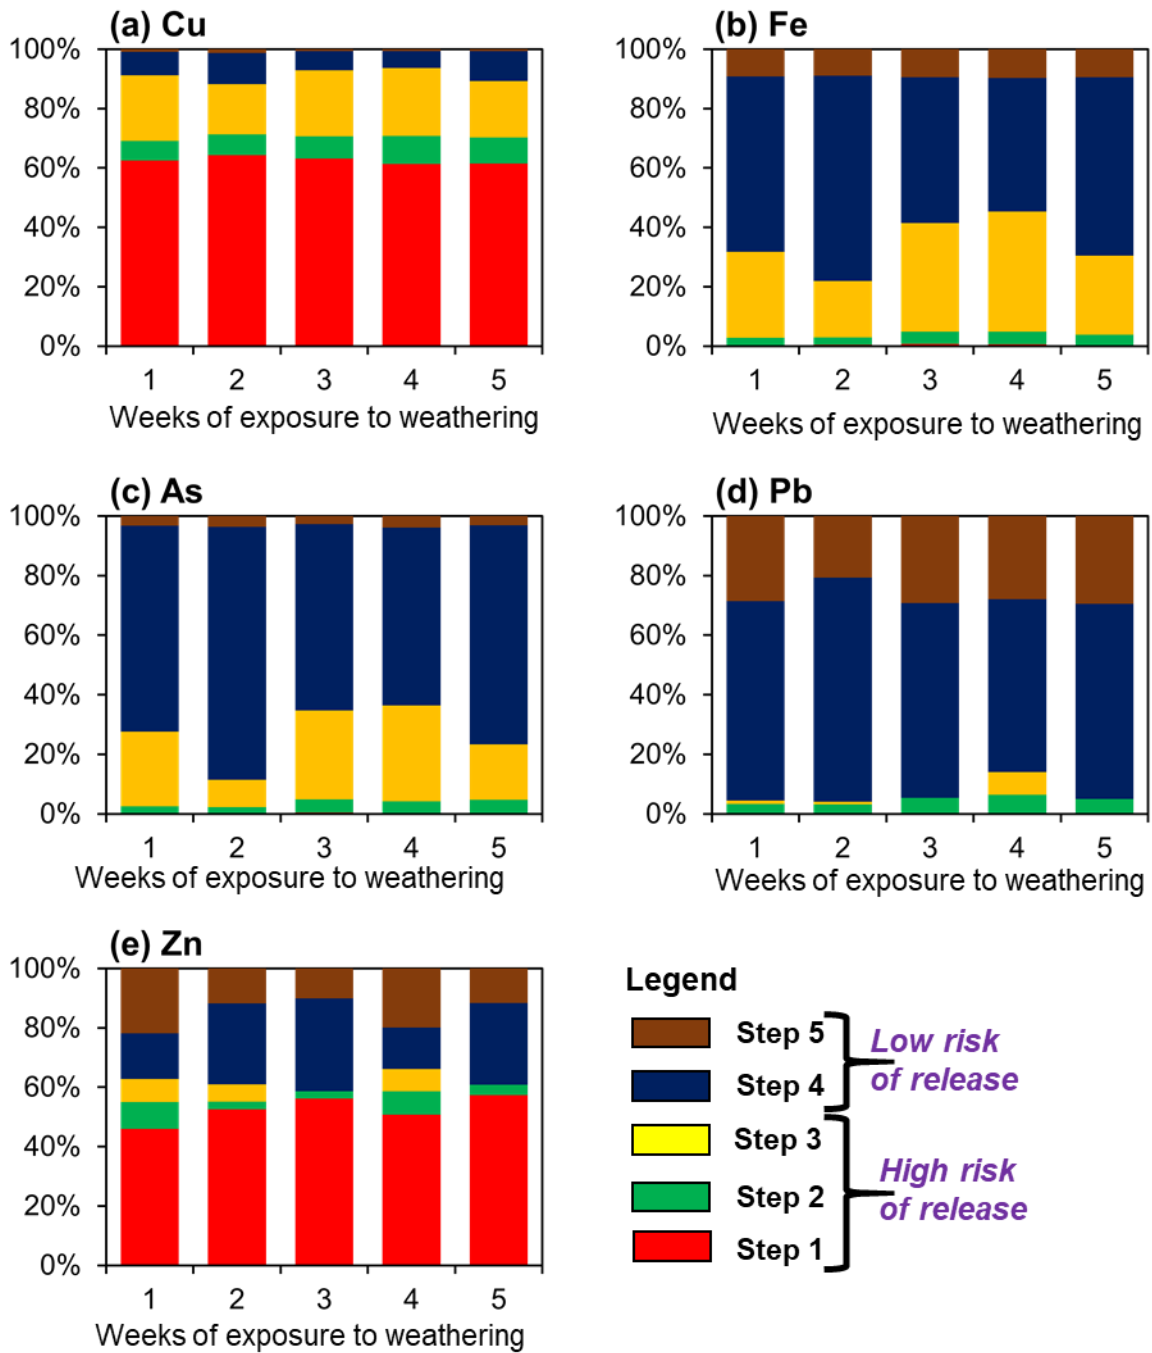 (a) Cu
100%
80%
60%
40%
20%
0%
1 2 3 4 5
Weeks of exposure to weathering
(b) Fe
100%
80%
60%
40%
20%
0%
1 2 3 4 5
Weeks of exposure to weathering
(c) As
100%
80%
60%
40%
20%
0%
1 2 3 4 5
Weeks of exposure to weathering
(d) Pb
100%
80%
60%
40%
20%
0%
1 2 3 4 5
Weeks of exposure to weathering
(e) Zn
100%
80%
60%
40%
20%
0%
1 2 3 4 5
Weeks of exposure to weathering
Legend
Step 5
Step 4
Low risk
of release
Step 3
Step 2
Step 1
High risk
of release